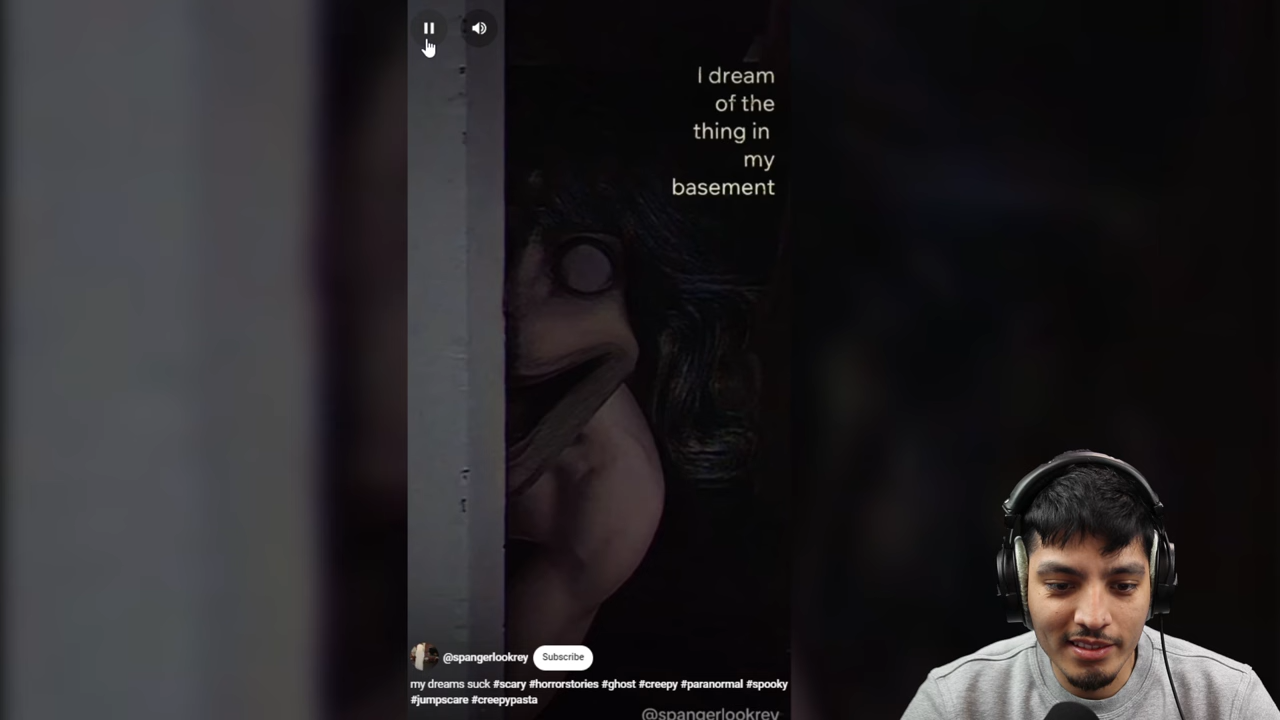 I dream
of the
thing in
my
basement
@spangerlookrey Subscribe
my dreams suck #scary #horrorstories #ghost #creepy #paranormal #spooky
#jumpscare #creepypasta
@spangerlookrey